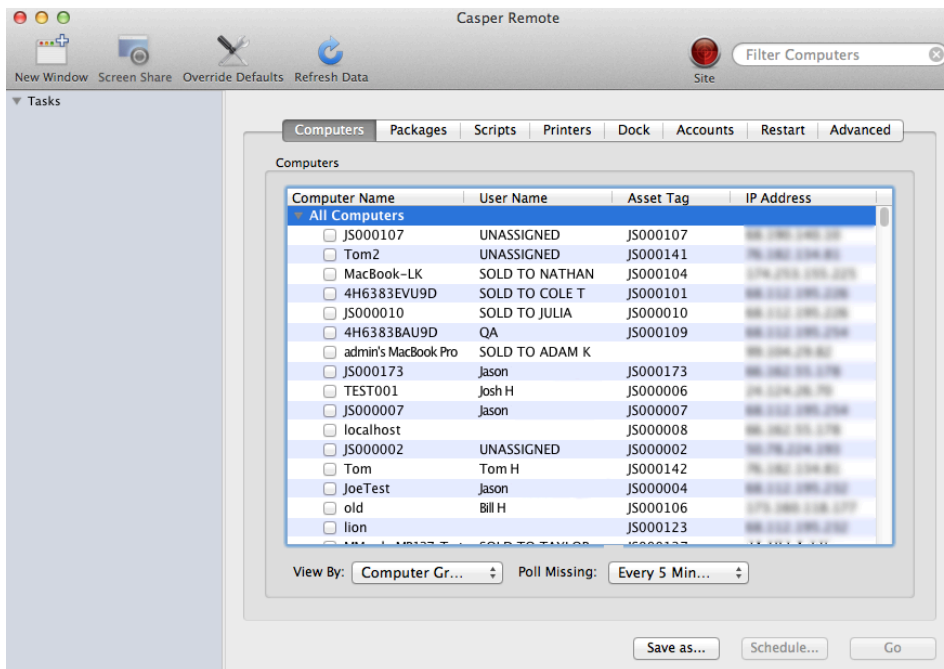 Casper Remote
New Window Screen Share Override Defaults Refresh Data Site Filter Computers
Tasks
Computers Packages Scripts Printers Dock Accounts Restart Advanced
Computers
Computer Name User Name Asset Tag IP Address
All Computers
JS000107 UNASSIGNED JS000107
Tom2 UNASSIGNED JS000141
MacBook-LK SOLD TO NATHAN JS000104
4H6383EVU9D SOLD TO COLE T JS000101
JS000010 SOLD TO JULIA JS000010
4H6383BAU9D QA JS000109
admin's MacBook Pro SOLD TO ADAM K
JS000173 Jason JS000173
TEST001 Josh H JS000006
JS000007 Jason JS000007
localhost JS000008
JS000002 UNASSIGNED JS000002
Tom Tom H JS000142
JoeTest Jason JS000004
old Bill H JS000106
lion JS000123
SOLD TO TAYLOR
View By: Computer Gr... Poll Missing: Every 5 Min...
Save as... Schedule... Go